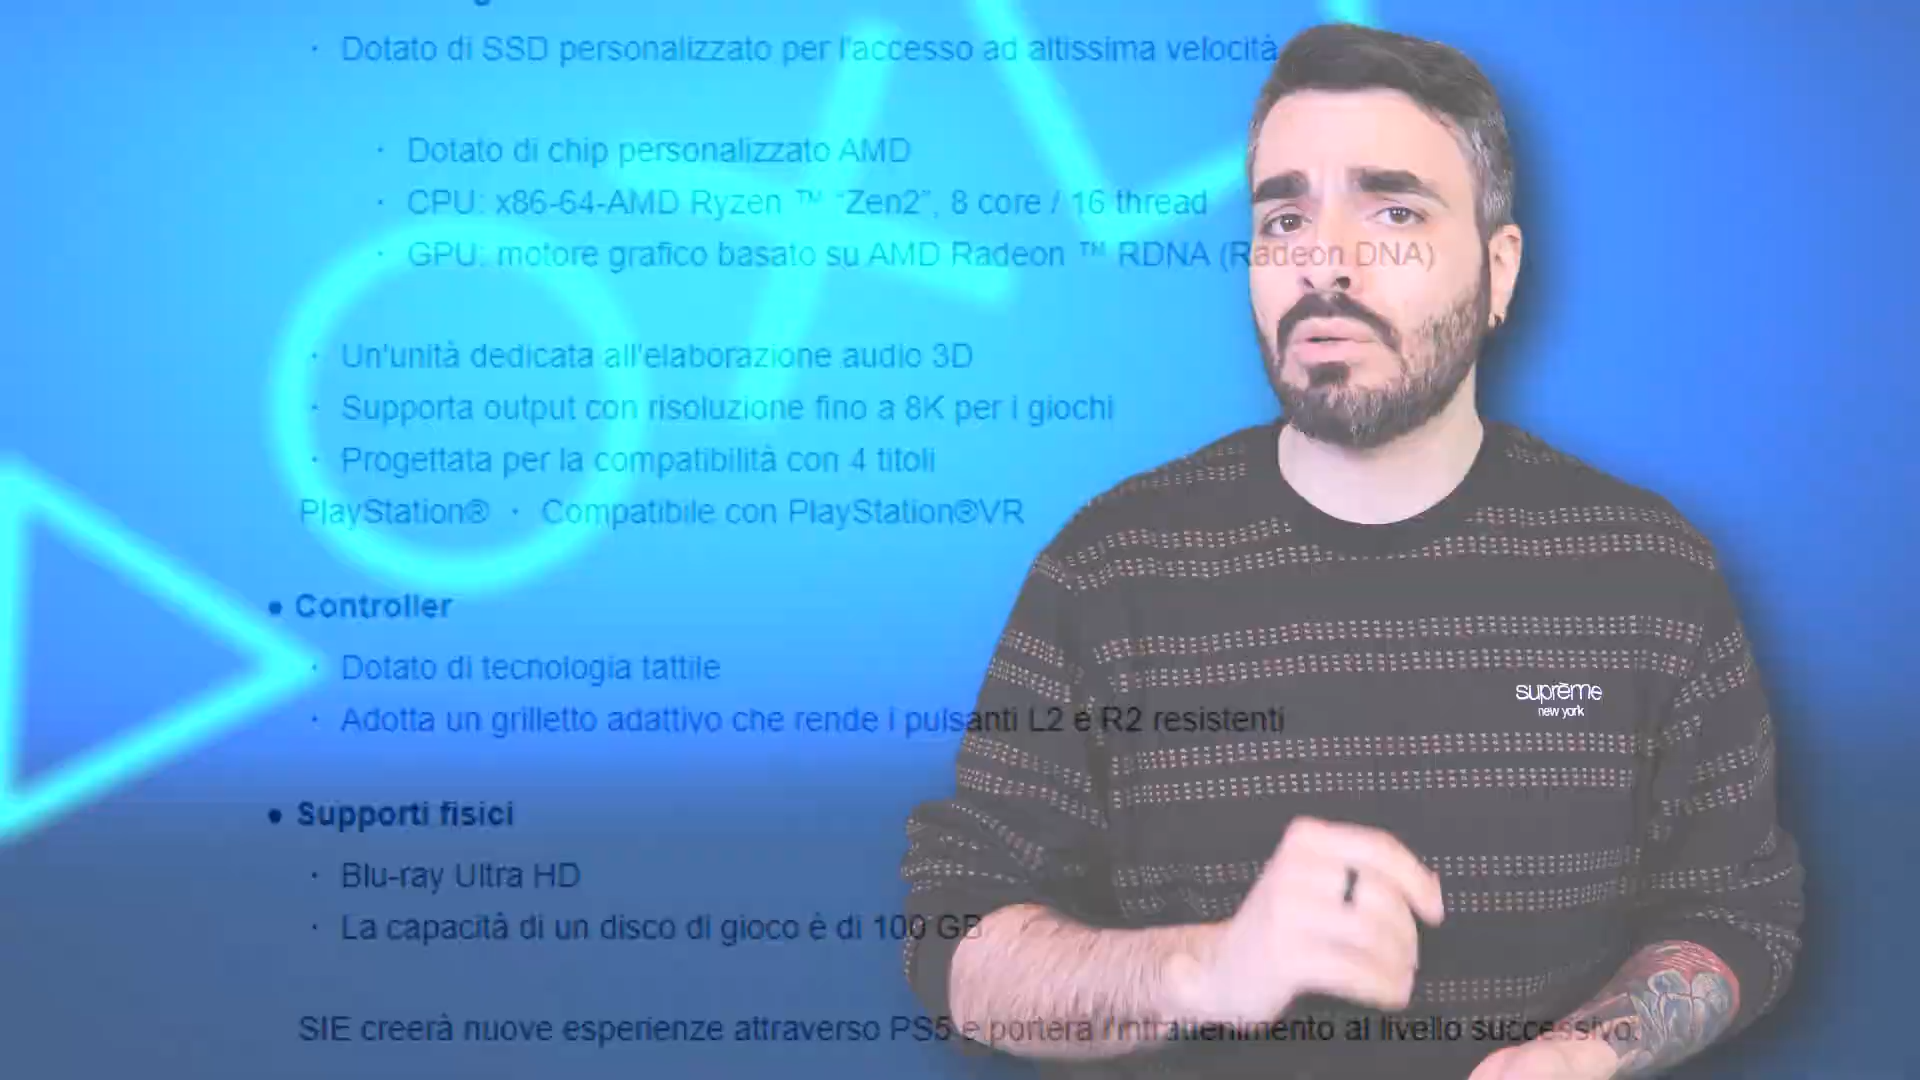 · Dotato di SSD personalizzato per l'accesso ad altissima velocità
· Dotato di chip personalizzato AMD
· CPU: x86-64-AMD Ryzen ™ “Zen2”, 8 core / 16 thread
· GPU: motore grafico basato su AMD Radeon ™ RDNA (Radeon DNA)
· Un'unità dedicata all'elaborazione audio 3D
· Supporta output con risoluzione fino a 8K per i giochi
· Progettata per la compatibilità con 4 titoli
PlayStation® · Compatibile con PlayStation®VR
● Controller
· Dotato di tecnologia tattile
· Adotta un grilletto adattivo che rende i pulsanti L2 e R2 resistenti
● Supporti fisici
· Blu-ray Ultra HD
· La capacità di un disco di gioco è di 100 GB
SIE creerà nuove esperienze attraverso PS5 e porterà l'intrattenimento al livello successivo.
suprēme
new york